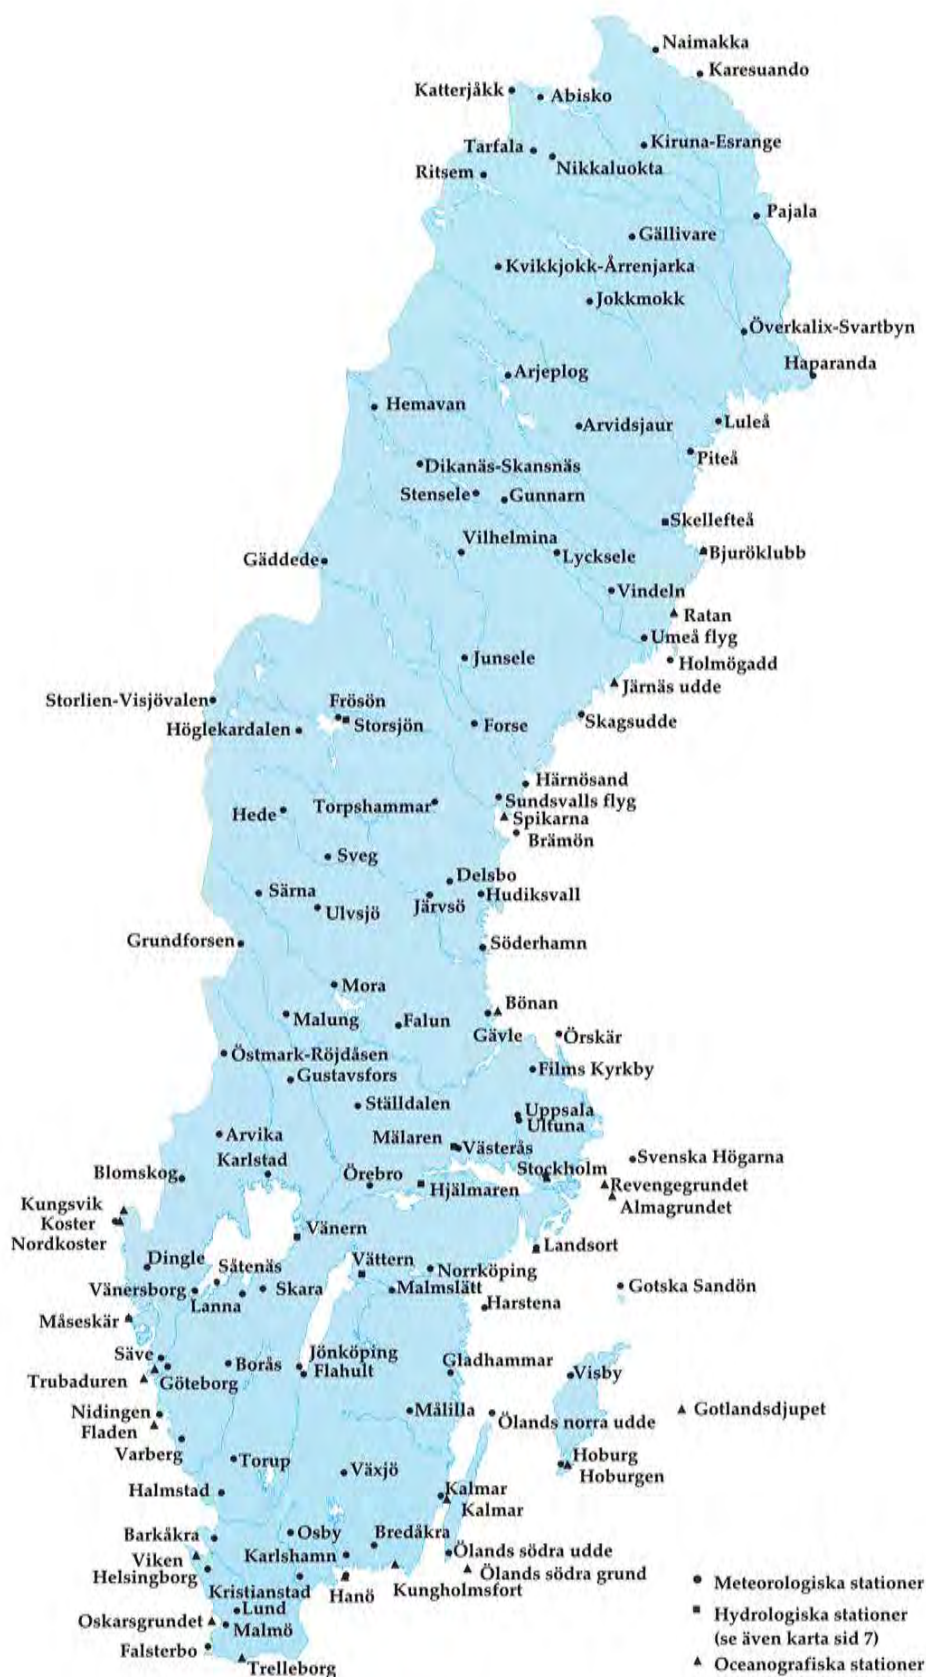 Naimakka
Karesuando
Katterjåkk
Abisko
Kiruna-Esrange
Tarfala
Nikkaluokta
Ritsem
Pajala
Gällivare
Kvikkjokk-Årrenjarka
Jokkmokk
Överkalix-Svartbyn
Haparanda
Arjeplog
Hemavan
Luleå
Arvidsjaur
Piteå
Dikanäs-Skansnäs
Stensele
Gunnarn
Skellefteå
Vilhelmina
Lycksele
Bjuröklubb
Gäddede
Vindeln
Ratan
Umeå flyg
Junsele
Holmögadd
Järnäs udde
Storlien-Visjövalen
Frösön
Storsjön
Skagsudde
Höglekardalen
Forse
Härnösand
Sundsvalls flyg
Torpshammar
Hede
Spikarna
Brämön
Sveg
Delsbo
Särna
Hudiksvall
Järvsö
Ulvsjö
Grundforsen
Söderhamn
Mora
Bönan
Malung
Falun
Gävle
Örskär
Östmark-Röjdåsen
Films Kyrkby
Gustavsfors
Ställdalen
Uppsala
Ultuna
Arvika
Mälaren
Västerås
Svenska Högarna
Karlstad
Stockholm
Blomskog
Örebro
Hjälmaren
Revengegrundet
Almagrundet
Kungsvik
Koster
Nordkoster
Vänern
Landsort
Dingle
Såtenäs
Vättern
Norrköping
Vänersborg
Lanna
Skara
Malmslätt
Gotska Sandön
Harstena
Måseskär
Säve
Borås
Jönköping
Flahult
Gladhammar
Visby
Trubaduren
Göteborg
Nidingen
Fladen
Målilla
Ölands norra udde
Gotlandsdjupet
Varberg
Torup
Växjö
Hoburg
Hoburgen
Halmstad
Kalmar
Kalmar
Barkåkra
Osby
Bredåkra
Viken
Karlshamn
Ölands södra udde
Helsingborg
Kristianstad
Hanö
Kungholmsfort
Ölands södra grund
Lund
Oskarsgrundet
Malmö
Falsterbo
Trelleborg
Meteorologiska stationer
Hydrologiska stationer
(se även karta sid 7)
Oceanografiska stationer